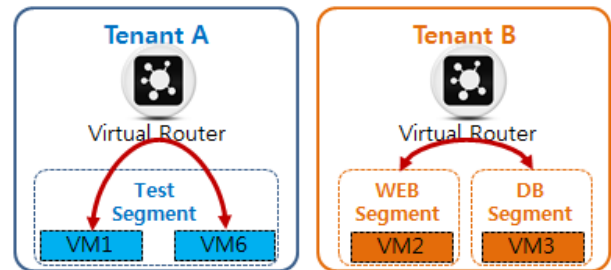 Tenant A
Virtual Router
Test
Segment
VM1
VM6
Tenant B
Virtual Router
WEB
Segment
DB
Segment
VM2
VM3